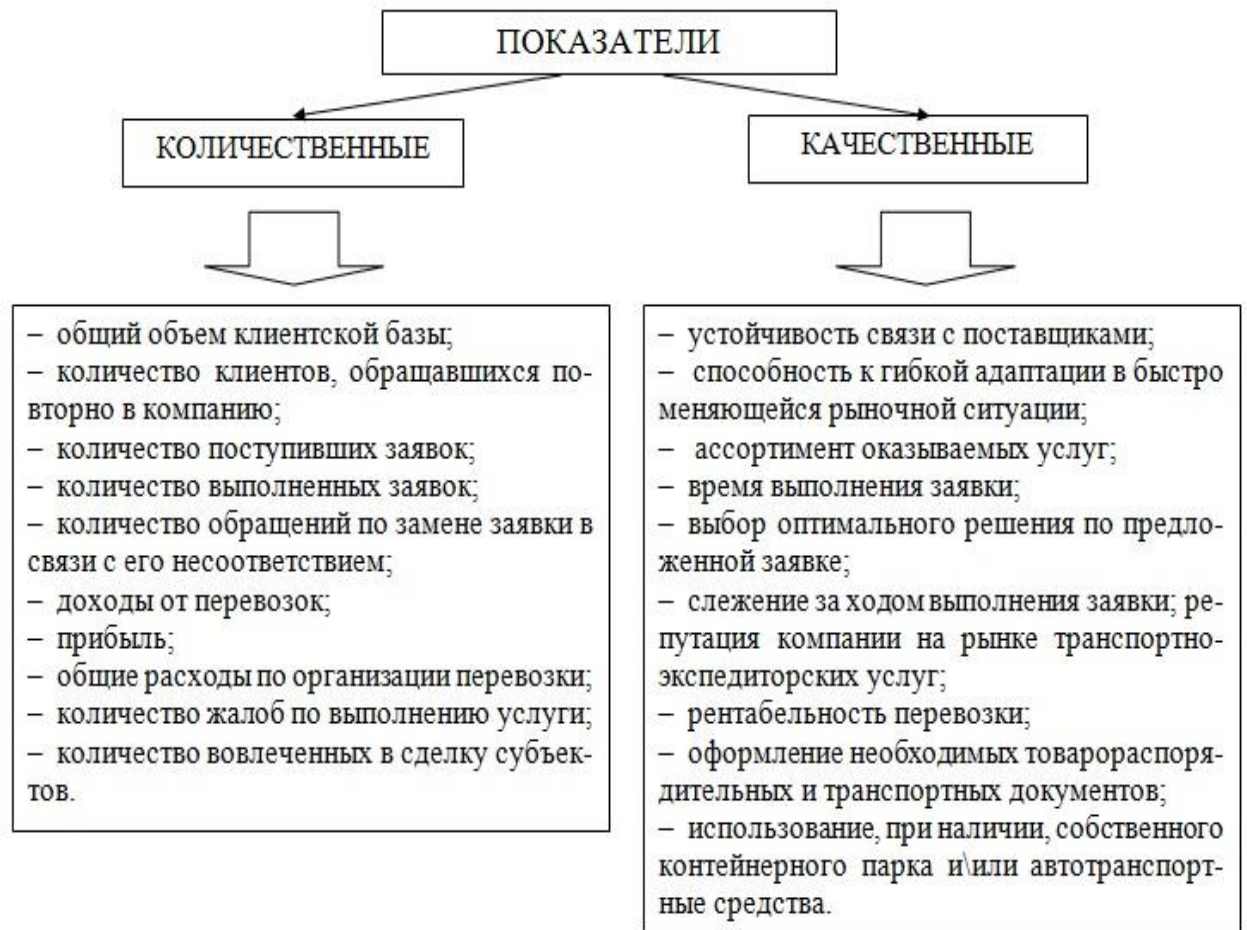 ПОКАЗАТЕЛИ
КОЛИЧЕСТВЕННЫЕ
КАЧЕСТВЕННЫЕ
– общий объем клиентской базы;
– количество клиентов, обращавшихся по-
вторно в компанию;
– количество поступивших заявок;
– количество выполненных заявок;
– количество обращений по замене заявки в
связи с его несоответствием;
– доходы от перевозок;
– прибыль;
– общие расходы по организации перевозки;
– количество жалоб по выполнению услуги;
– количество вовлеченных в сделку субъек-
тов.
– устойчивость связи с поставщиками;
– способность к гибкой адаптации в быстро
меняющейся рыночной ситуации;
– ассортимент оказываемых услуг;
– время выполнения заявки;
– выбор оптимального решения по предло-
женной заявке;
– слежение за ходом выполнения заявки; ре-
путация компании на рынке транспортно-
экспедиторских услуг;
– рентабельность перевозки;
– оформление необходимых товарораспоря-
дительных и транспортных документов;
– использование, при наличии, собственного
контейнерного парка и\или автотранспорт-
ные средства.